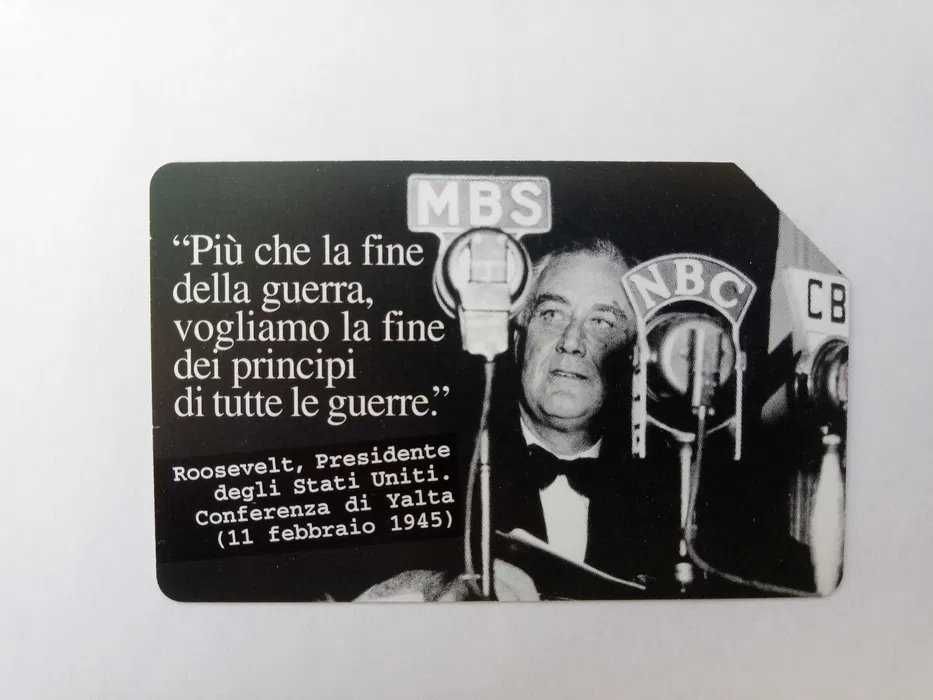 MBS
NBC
CB
“Più che la fine
della guerra,
vogliamo la fine
dei principi
di tutte le guerre.”
Roosevelt, Presidente
degli Stati Uniti.
Conferenza di Yalta
(11 febbraio 1945)